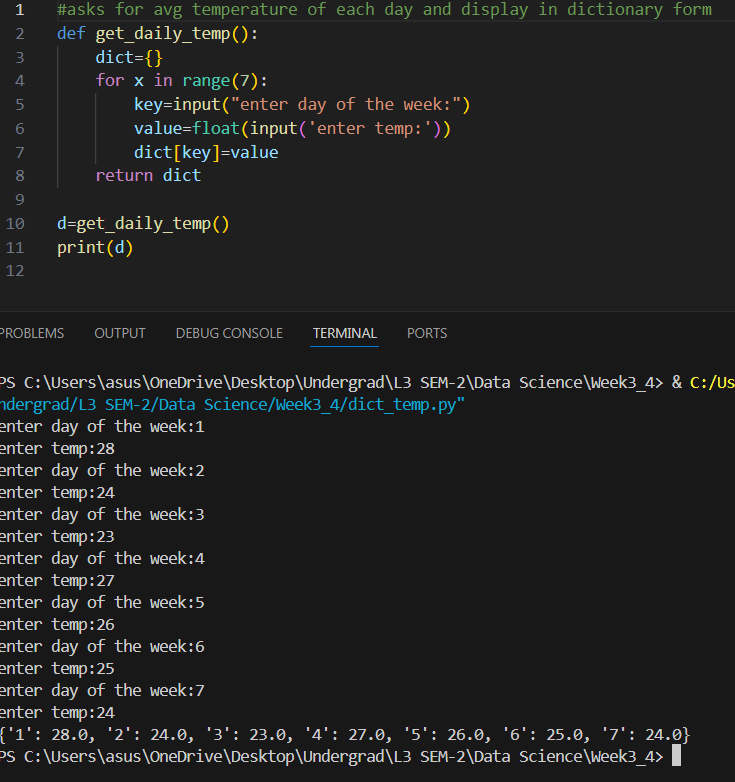 1 #asks for avg temperature of each day and display in dictionary form
2 def get_daily_temp():
3     dict={}
4     for x in range(7):
5         key=input("enter day of the week:")
6         value=float(input('enter temp:'))
7         dict[key]=value
8     return dict
9
10 d=get_daily_temp()
11 print(d)
12
PROBLEMS OUTPUT DEBUG CONSOLE TERMINAL PORTS
PS C:\Users\asus\OneDrive\Desktop\Undergrad\L3 SEM-2\Data Science\Week3_4> & C:/Us
ndergrad/L3 SEM-2/Data Science/Week3_4/dict_temp.py"
enter day of the week:1
enter temp:28
enter day of the week:2
enter temp:24
enter day of the week:3
enter temp:23
enter day of the week:4
enter temp:27
enter day of the week:5
enter temp:26
enter day of the week:6
enter temp:25
enter day of the week:7
enter temp:24
{'1': 28.0, '2': 24.0, '3': 23.0, '4': 27.0, '5': 26.0, '6': 25.0, '7': 24.0}
PS C:\Users\asus\OneDrive\Desktop\Undergrad\L3 SEM-2\Data Science\Week3_4>